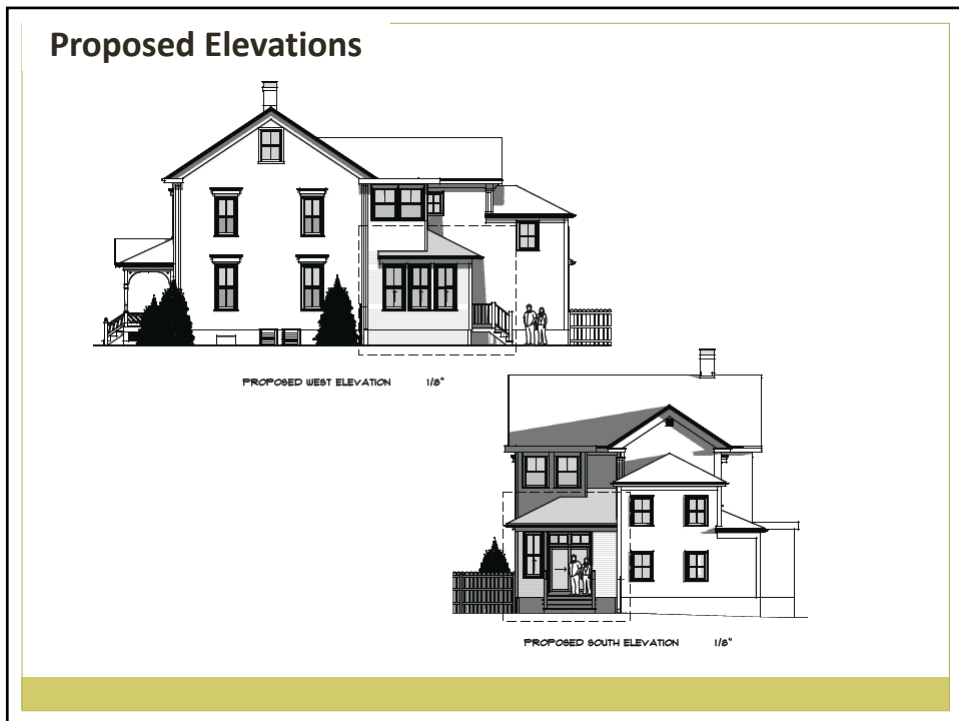 Proposed Elevations
PROPOSED WEST ELEVATION 1/8"
PROPOSED SOUTH ELEVATION 1/8"